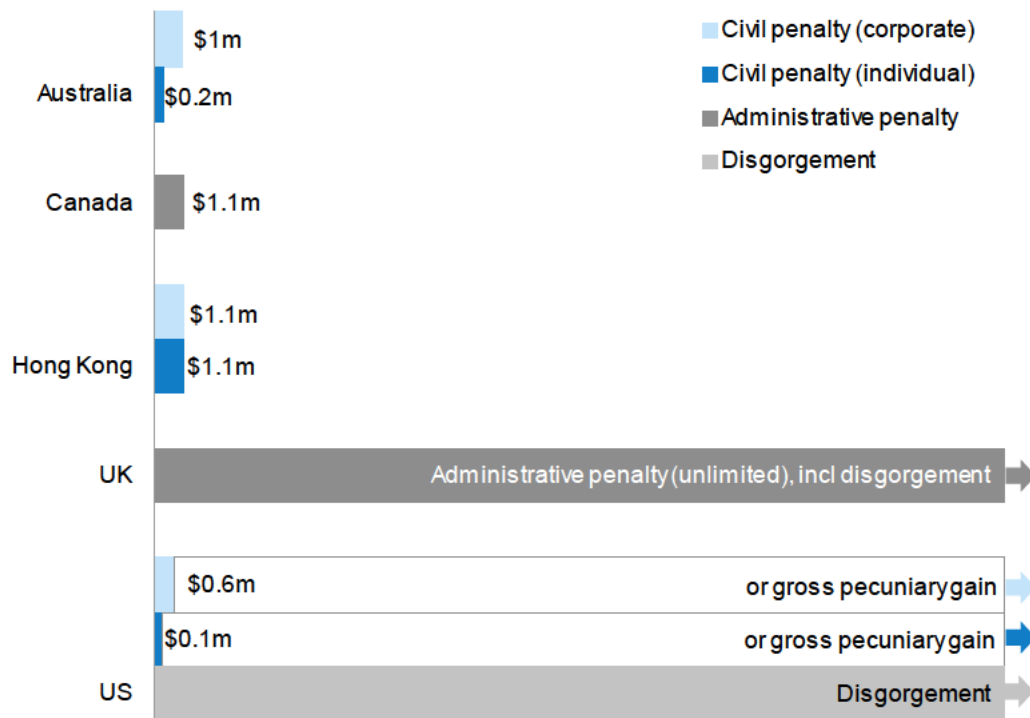 $1m
Australia
$0.2m
Civil penalty (corporate)
Civil penalty (individual)
Administrative penalty
Disgorgement
Canada
$1.1m
$1.1m
Hong Kong
$1.1m
UK
Administrative penalty (unlimited), incl disgorgement
$0.6m
or gross pecuniary gain
$0.1m
or gross pecuniary gain
US
Disgorgement